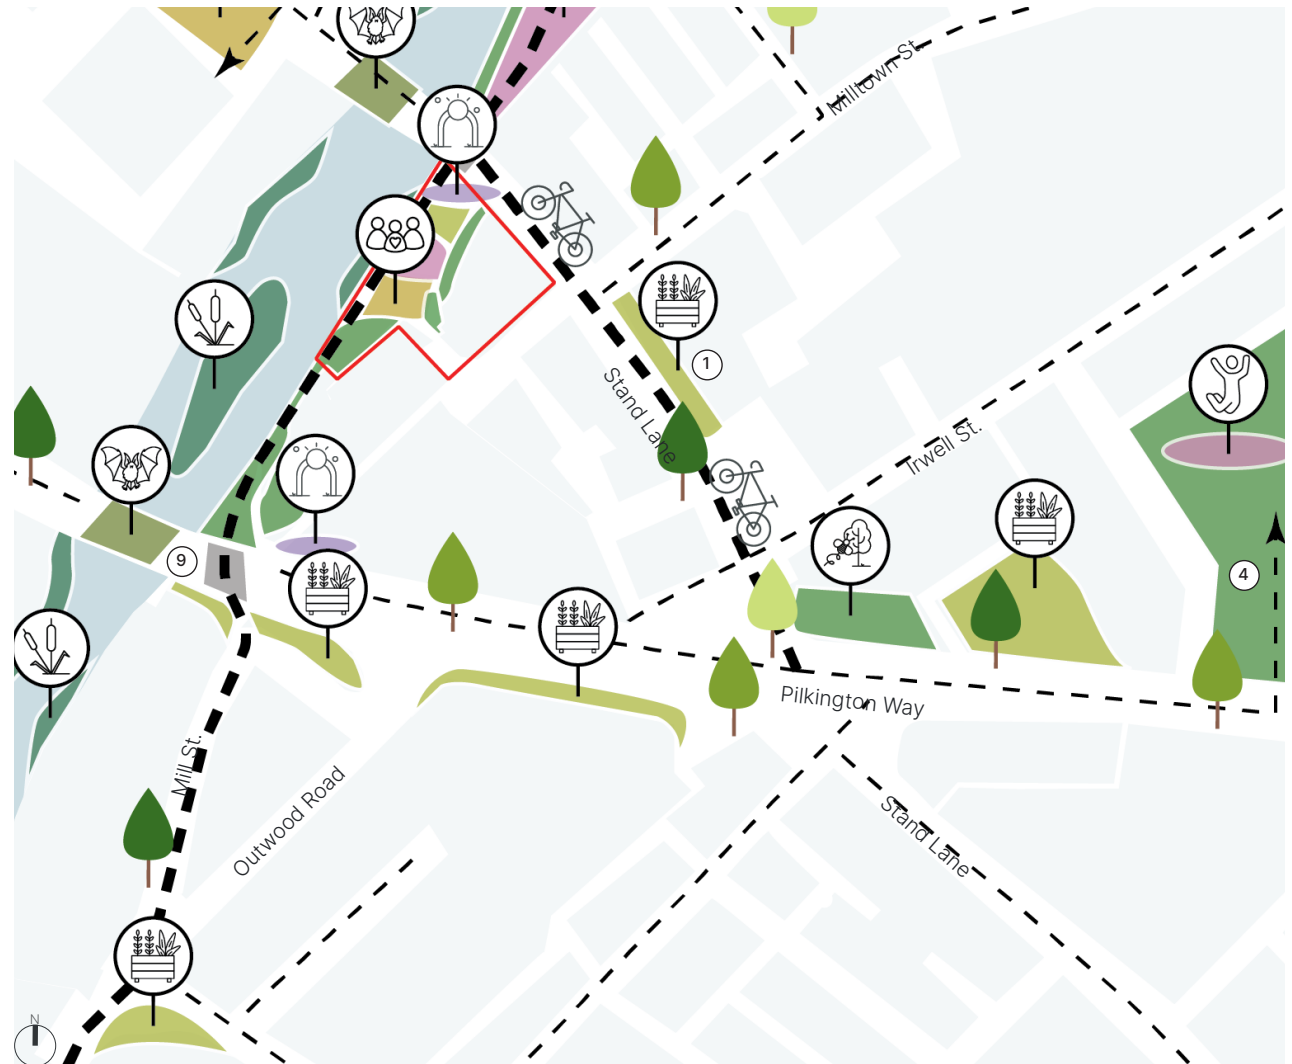 Milltown St.
1
Stand Lane
Irwell St.
4
9
Pilkington Way
Mill St.
Outwood Road
Stand Lane
N